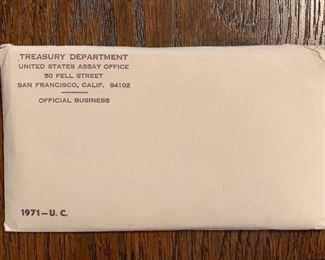 TREASURY DEPARTMENT
UNITED STATES ASSAY OFFICE
50 FELL STREET
SAN FRANCISCO, CALIF. 94102
OFFICIAL BUSINESS
1971-U.C.